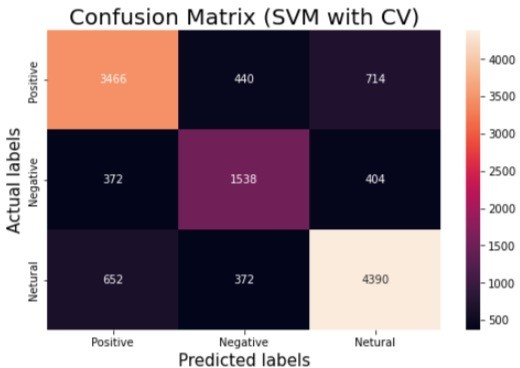 Confusion Matrix (SVM with CV)
Actual labels
Positive
3466 440 714
Negative
372 1538 404
Netural
652 372 4390
Positive Negative Netural
Predicted labels
4000
3500
3000
2500
2000
1500
1000
500